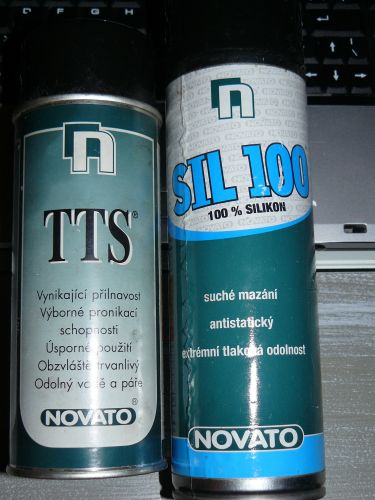 TTS®
Vynikající přilnavost
Výborné pronikací
schopnosti
Úsporné použití
Obzvláště trvanlivý
Odolný vodě a páře
NOVATO®
SIL 100
100 % SILIKON
suché mazání
antistatický
extrémní tlaková odolnost
NOVATO